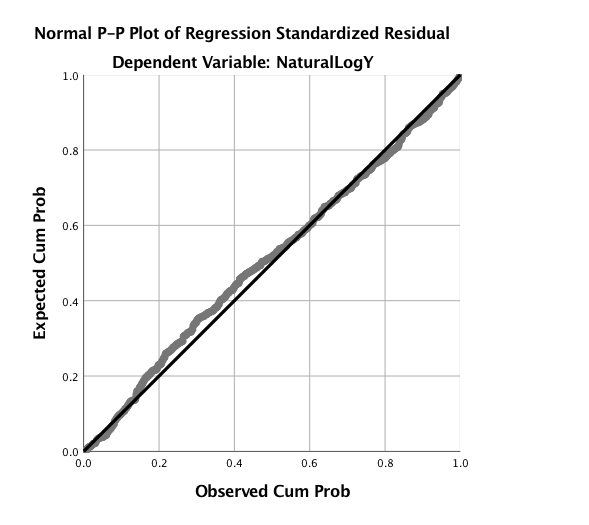 Normal P-P Plot of Regression Standardized Residual
Dependent Variable: NaturalLogY
1.0
0.8
0.6
0.4
0.2
0.0
Expected Cum Prob
0.0 0.2 0.4 0.6 0.8 1.0
Observed Cum Prob